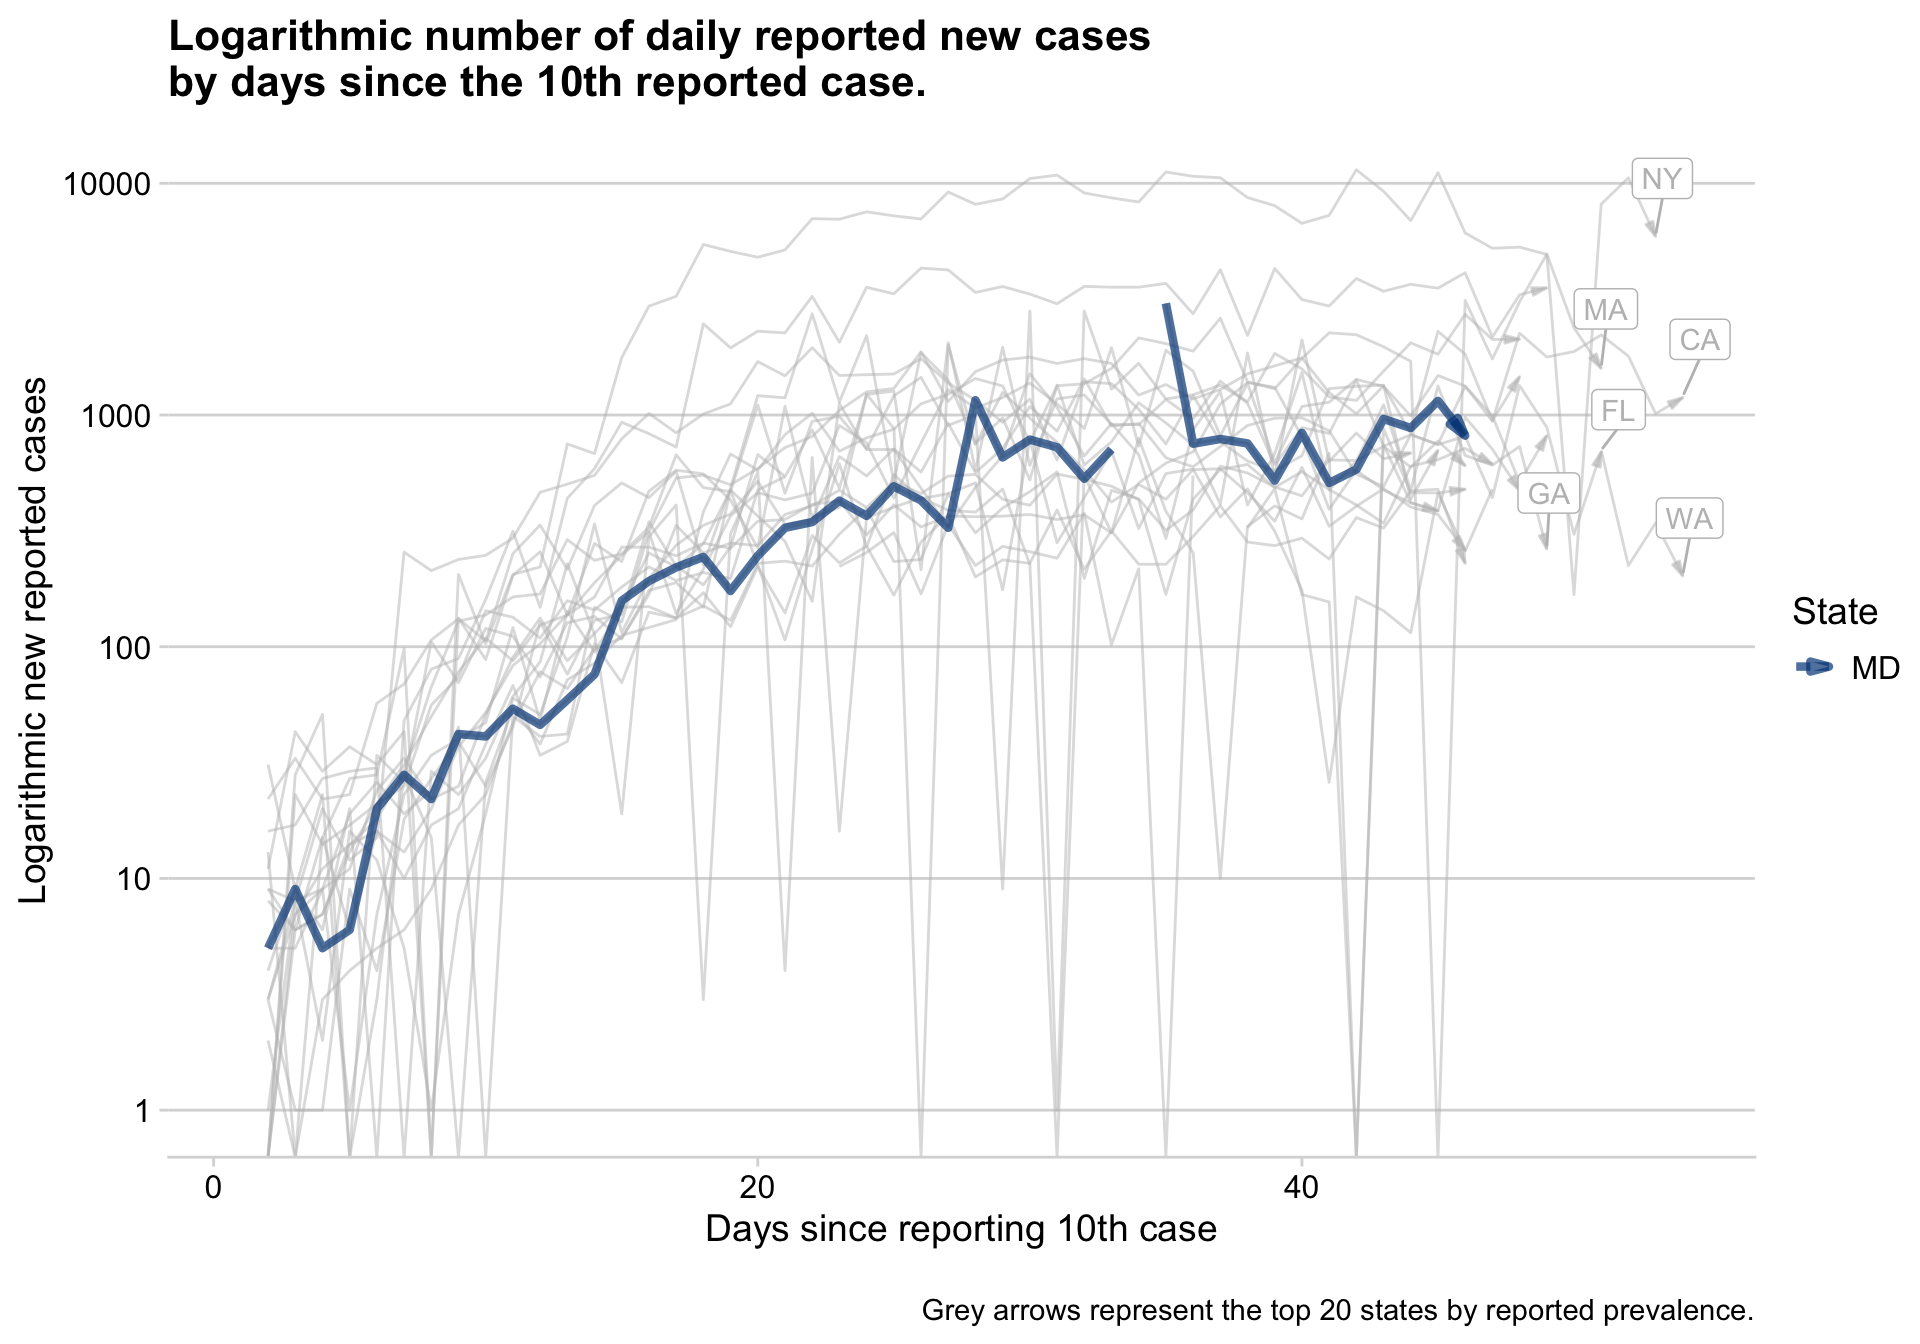 Logarithmic number of daily reported new cases
by days since the 10th reported case.
Logarithmic new reported cases
10000
1000
100
10
1
NY
MA
CA
FL
GA
WA
State
MD
0
20
40
Days since reporting 10th case
Grey arrows represent the top 20 states by reported prevalence.